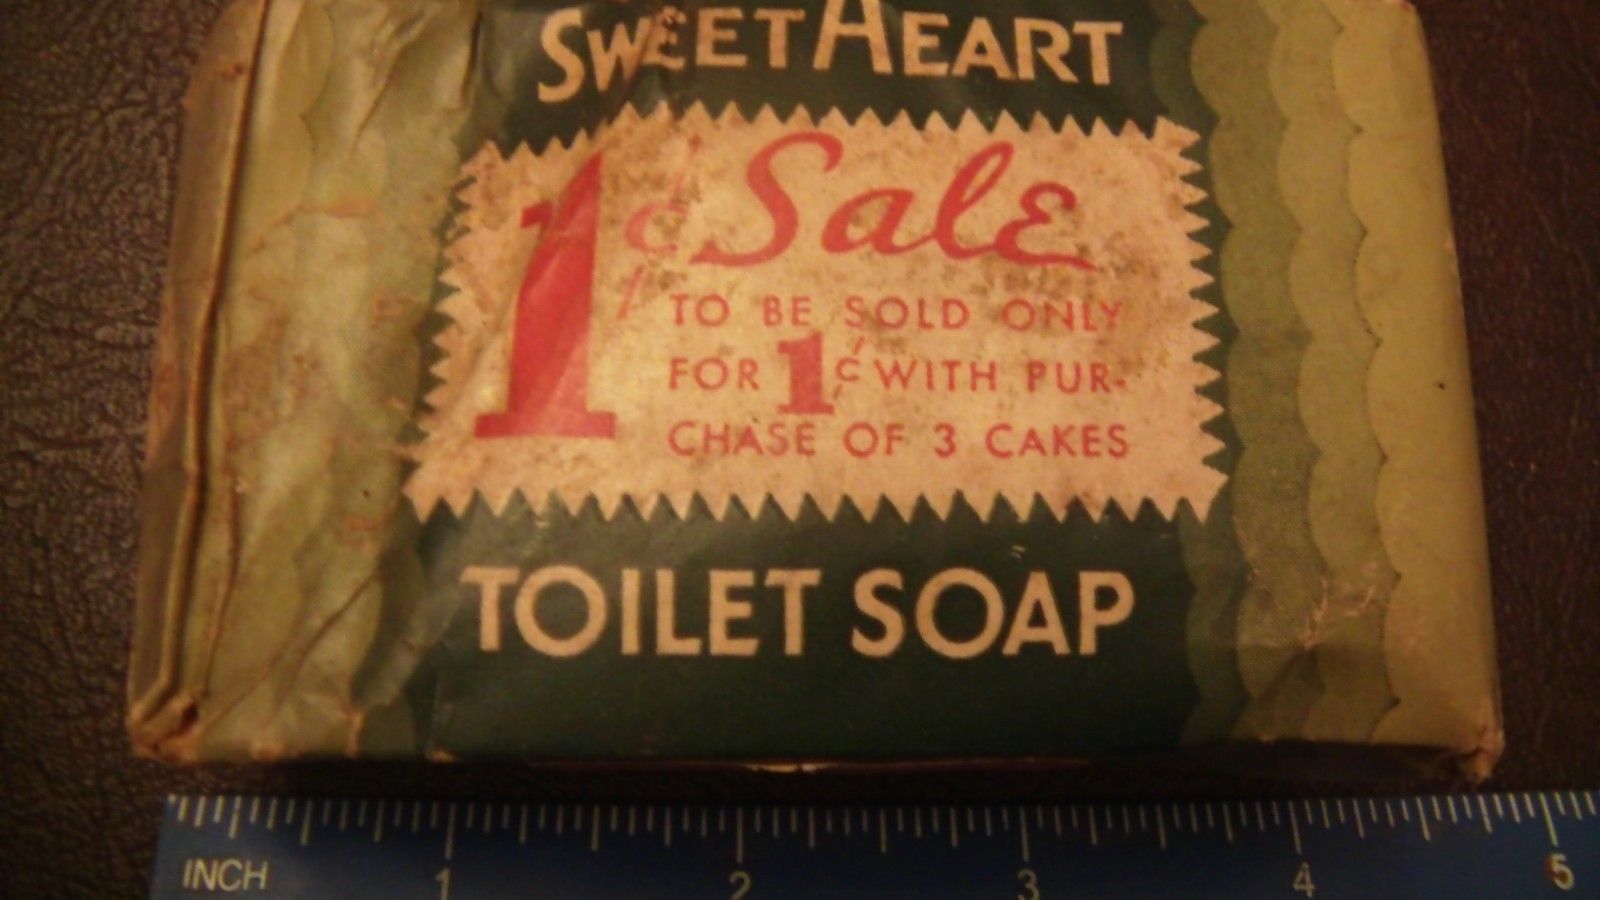 SWEETHEART
1¢ Sale
TO BE SOLD ONLY
FOR 1¢ WITH PUR-
CHASE OF 3 CAKES
TOILET SOAP
INCH 1 2 3 4 5